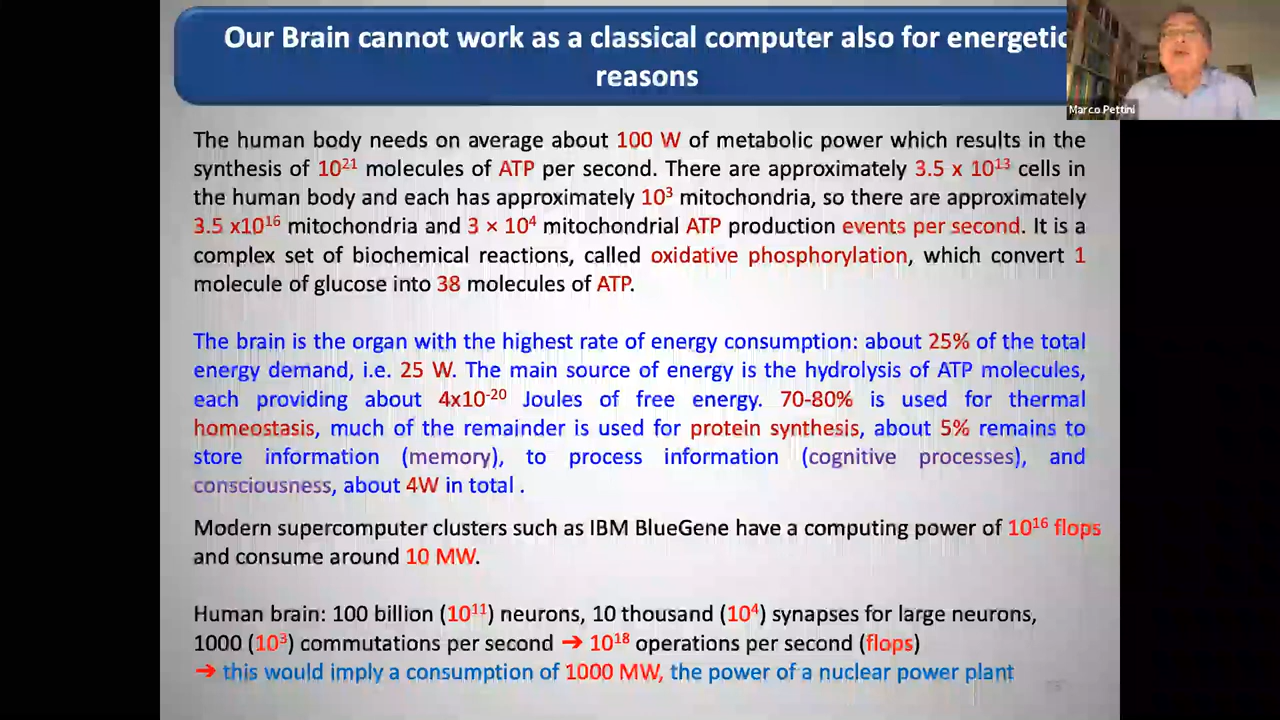 Our Brain cannot work as a classical computer also for energetic
reasons
Marco Pettini
The human body needs on average about 100 W of metabolic power which results in the
synthesis of 10²¹ molecules of ATP per second. There are approximately 3.5 x 10¹³ cells in
the human body and each has approximately 10³ mitochondria, so there are approximately
3.5 x10¹⁶ mitochondria and 3 × 10⁴ mitochondrial ATP production events per second. It is a
complex set of biochemical reactions, called oxidative phosphorylation, which convert 1
molecule of glucose into 38 molecules of ATP.
The brain is the organ with the highest rate of energy consumption: about 25% of the total
energy demand, i.e. 25 W. The main source of energy is the hydrolysis of ATP molecules,
each providing about 4x10⁻²⁰ Joules of free energy. 70-80% is used for thermal
homeostasis, much of the remainder is used for protein synthesis, about 5% remains to
store information (memory), to process information (cognitive processes), and
consciousness, about 4W in total .
Modern supercomputer clusters such as IBM BlueGene have a computing power of 10¹⁶ flops
and consume around 10 MW.
Human brain: 100 billion (10¹¹) neurons, 10 thousand (10⁴) synapses for large neurons,
1000 (10³) commutations per second ➔ 10¹⁸ operations per second (flops)
➔ this would imply a consumption of 1000 MW, the power of a nuclear power plant